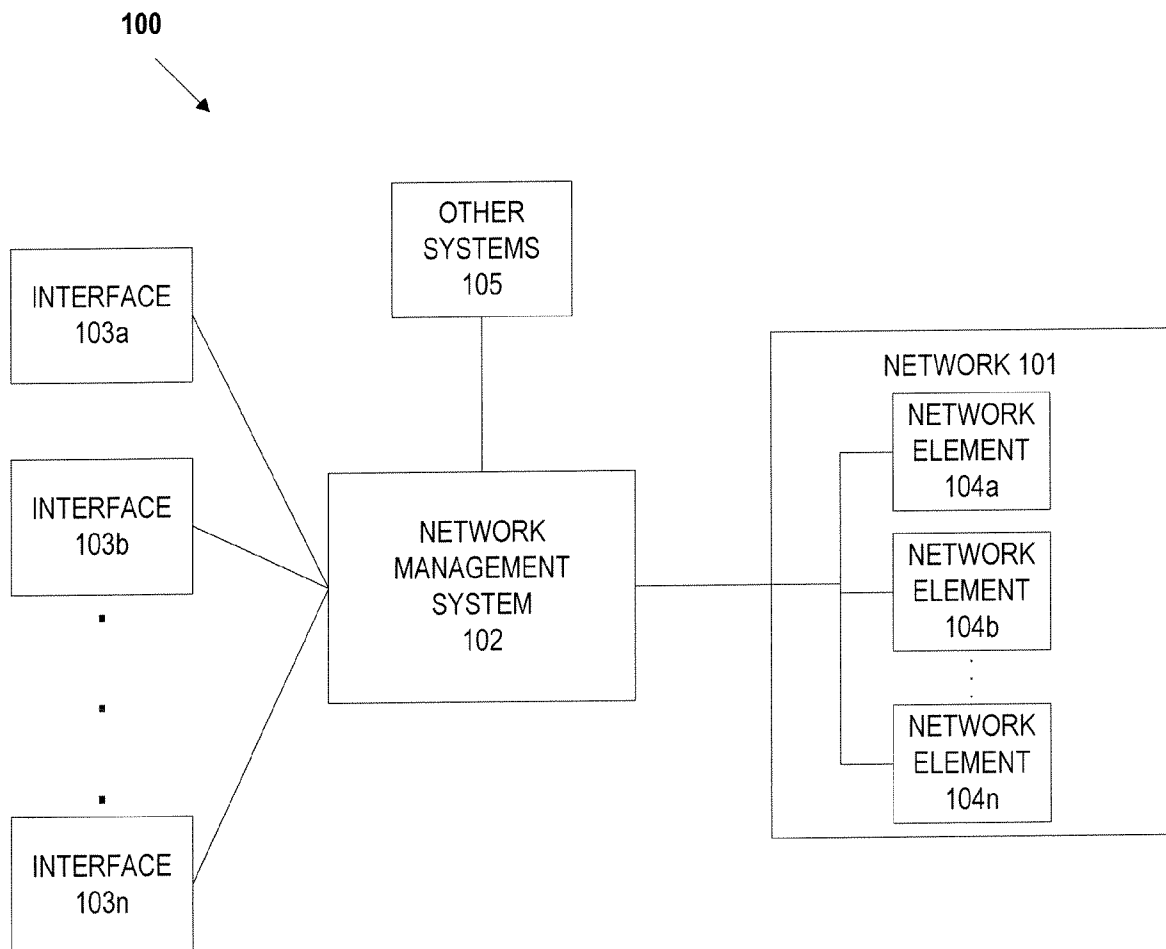 100
OTHER
SYSTEMS
105
INTERFACE
103a
INTERFACE
103b
INTERFACE
103n
NETWORK
MANAGEMENT
SYSTEM
102
NETWORK 101
NETWORK
ELEMENT
104a
NETWORK
ELEMENT
104b
NETWORK
ELEMENT
104n